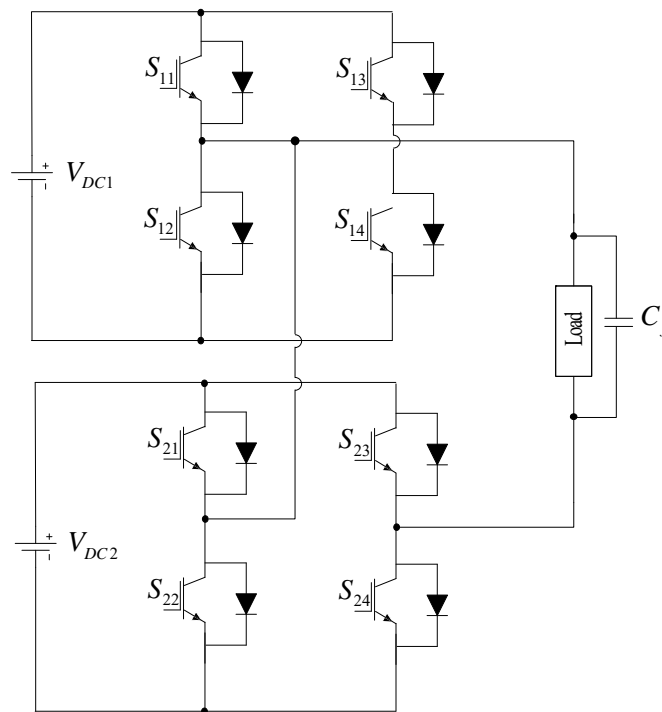 S11
S13
+
-
VDC1
S12
S14
Load
C
S21
S23
+
-
VDC2
S22
S24